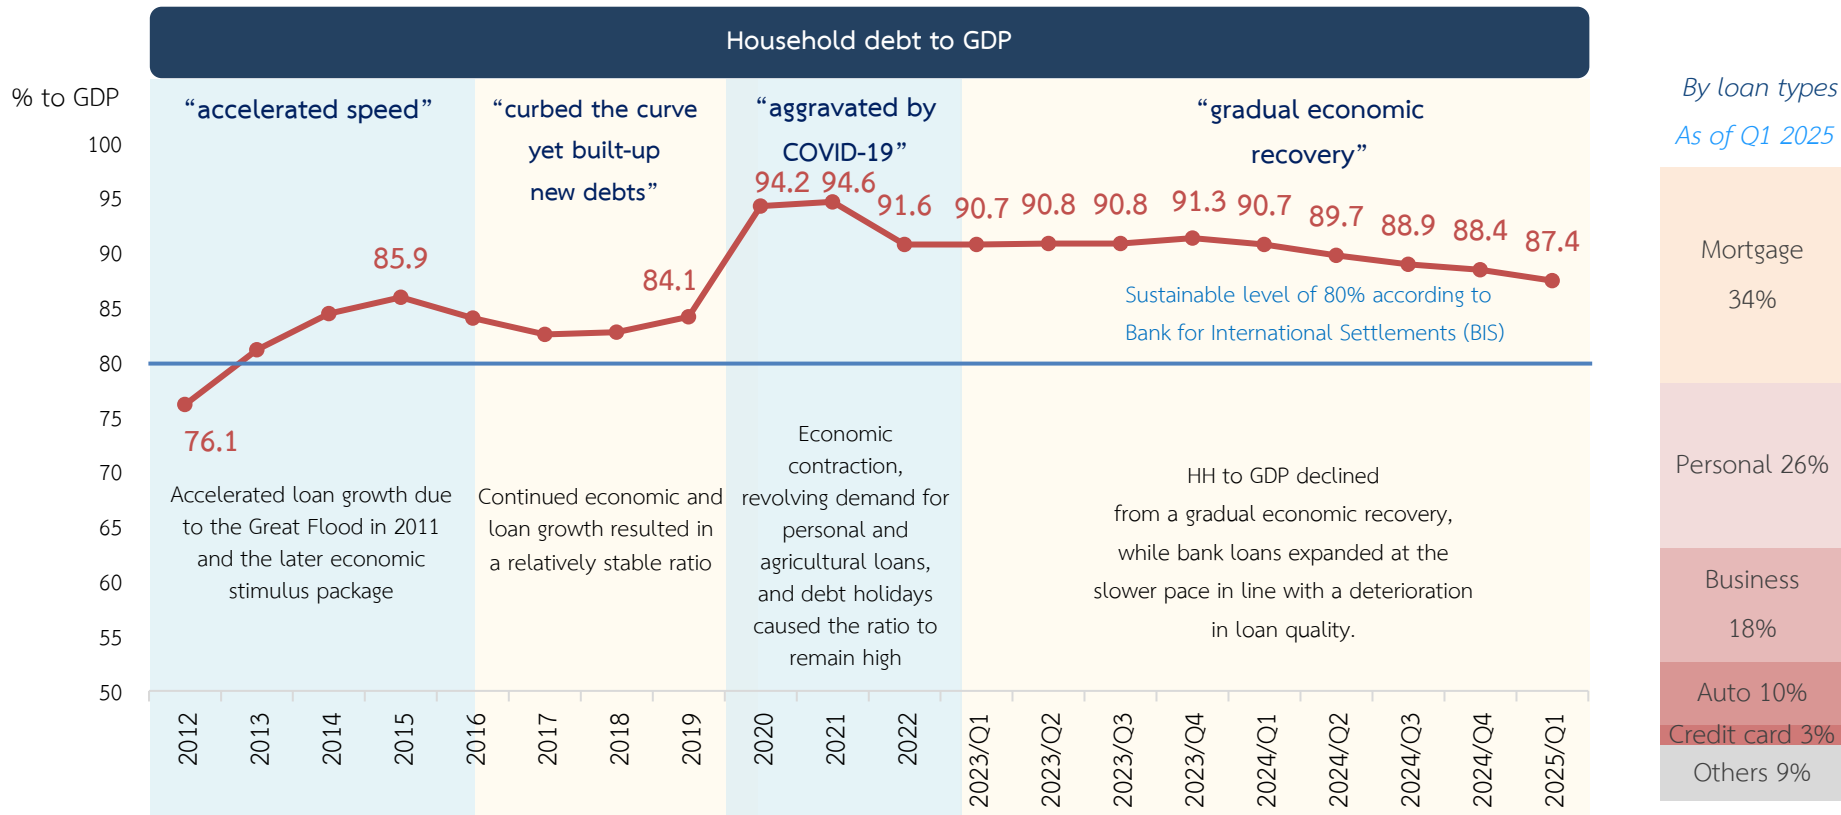 Household debt to GDP
% to GDP
“accelerated speed”
“curbed the curve
yet built-up
new debts”
“aggravated by
COVID-19”
“gradual economic
recovery”
100
95
90
85
80
75
70
65
60
55
50
76.1
85.9
84.1
94.2
94.6
91.6
90.7
90.8
90.8
91.3
90.7
89.7
88.9
88.4
87.4
Sustainable level of 80% according to
Bank for International Settlements (BIS)
Accelerated loan growth due
to the Great Flood in 2011
and the later economic
stimulus package
Continued economic and
loan growth resulted in
a relatively stable ratio
Economic
contraction,
revolving demand for
personal and
agricultural loans,
and debt holidays
caused the ratio to
remain high
HH to GDP declined
from a gradual economic recovery,
while bank loans expanded at the
slower pace in line with a deterioration
in loan quality.
2012
2013
2014
2015
2016
2017
2018
2019
2020
2021
2022
2023/Q1
2023/Q2
2023/Q3
2023/Q4
2024/Q1
2024/Q2
2024/Q3
2024/Q4
2025/Q1
By loan types
As of Q1 2025
Mortgage
34%
Personal 26%
Business
18%
Auto 10%
Credit card 3%
Others 9%